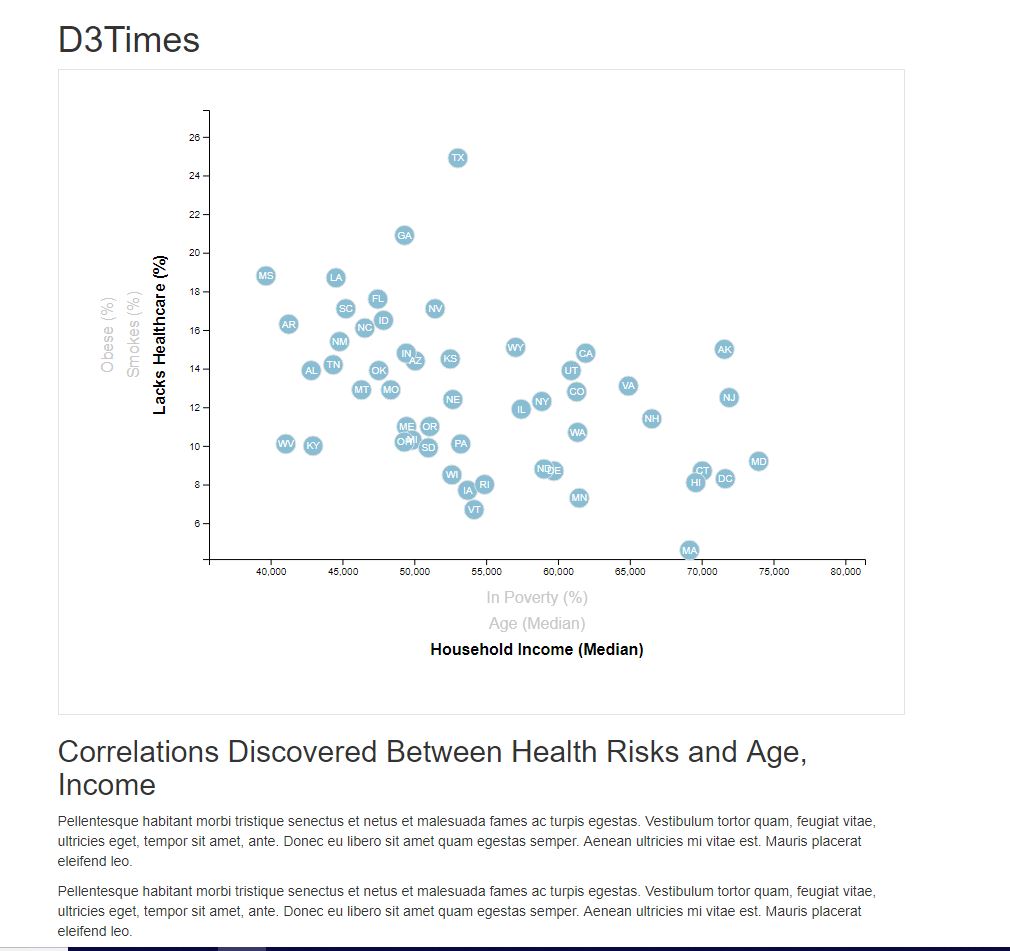 D3Times
26
24
22
20
18
16
14
12
10
8
6
Obese (%)
Smokes (%)
Lacks Healthcare (%)
TX
GA
MS
LA
FL
SC
NV
ID
AR
NC
NM
WY
AK
IN
CA
AZ
KS
TN
AL
OK
UT
VA
MT
MO
CO
NJ
NE
NY
IL
NH
ME
OR
WA
OH
MI
WV
KY
SD
PA
MD
ND
DE
CT
WI
DC
HI
RI
IA
MN
VT
MA
40,000 45,000 50,000 55,000 60,000 65,000 70,000 75,000 80,000
In Poverty (%)
Age (Median)
Household Income (Median)
Correlations Discovered Between Health Risks and Age,
Income
Pellentesque habitant morbi tristique senectus et netus et malesuada fames ac turpis egestas. Vestibulum tortor quam, feugiat vitae,
ultricies eget, tempor sit amet, ante. Donec eu libero sit amet quam egestas semper. Aenean ultricies mi vitae est. Mauris placerat
eleifend leo.
Pellentesque habitant morbi tristique senectus et netus et malesuada fames ac turpis egestas. Vestibulum tortor quam, feugiat vitae,
ultricies eget, tempor sit amet, ante. Donec eu libero sit amet quam egestas semper. Aenean ultricies mi vitae est. Mauris placerat
eleifend leo.